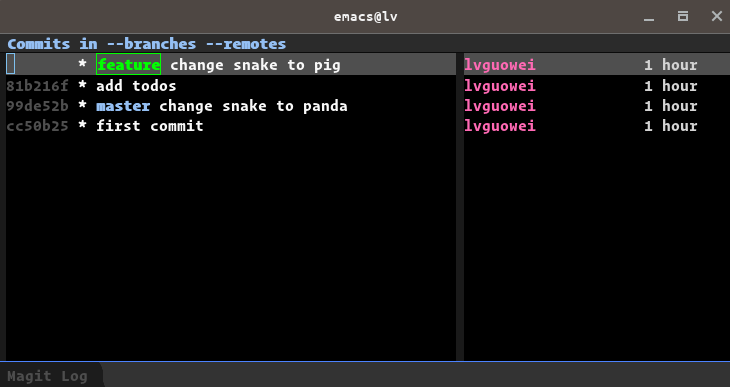 emacs@lv
Commits in --branches --remotes
* feature change snake to pig lvguowei 1 hour
81b216f * add todos lvguowei 1 hour
99de52b * master change snake to panda lvguowei 1 hour
cc50b25 * first commit lvguowei 1 hour
Magit Log